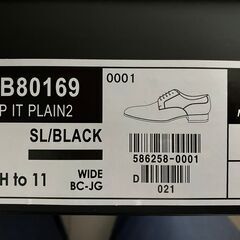 B80169
0001
P IT PLAIN2
SL/BLACK
586258-0001
H to 11
WIDE
BC-JG
D
021